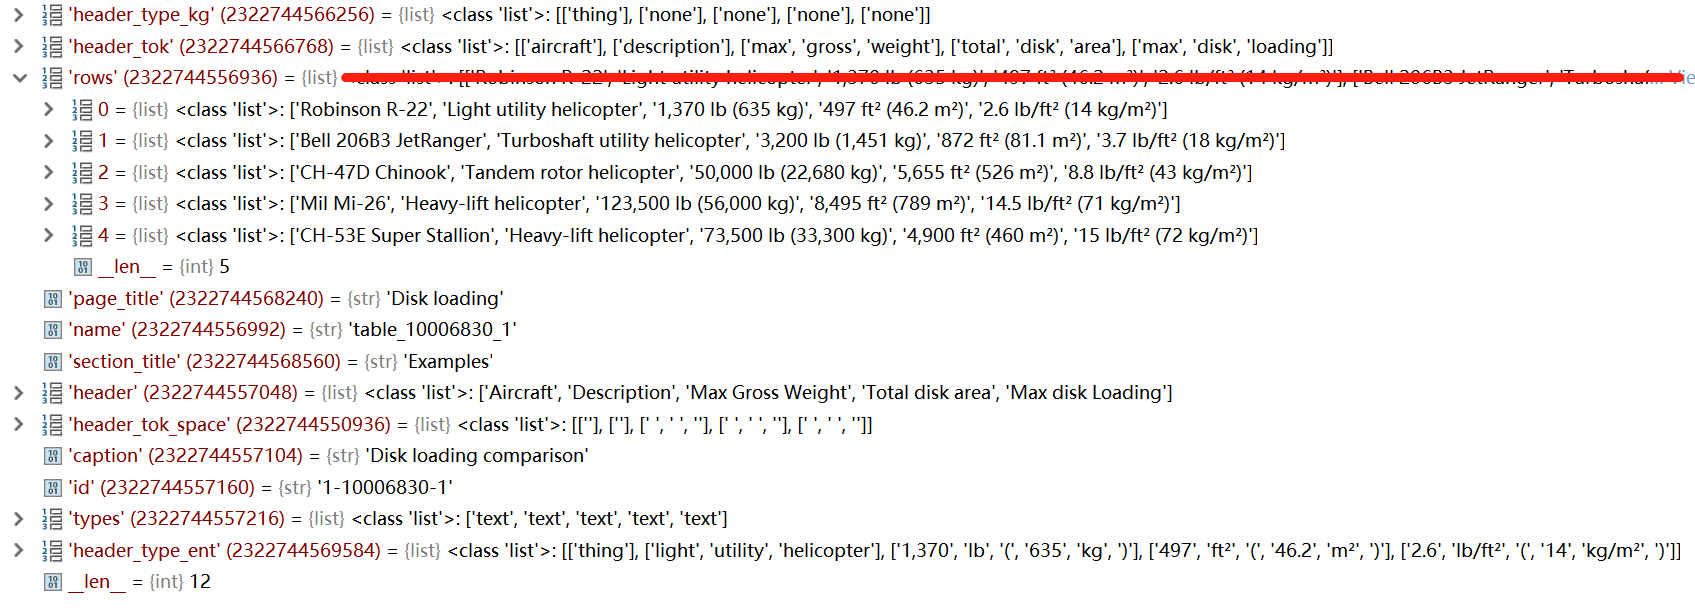 'header_type_kg' (2322744566256) = {list} <class 'list'>: [['thing'], ['none'], ['none'], ['none'], ['none']]
'header_tok' (2322744566768) = {list} <class 'list'>: [['aircraft'], ['description'], ['max', 'gross', 'weight'], ['total', 'disk', 'area'], ['max', 'disk', 'loading']]
'rows' (2322744556936) = {list} Vie
0 = {list} <class 'list'>: ['Robinson R-22', 'Light utility helicopter', '1,370 lb (635 kg)', '497 ft² (46.2 m²)', '2.6 lb/ft² (14 kg/m²)']
1 = {list} <class 'list'>: ['Bell 206B3 JetRanger', 'Turboshaft utility helicopter', '3,200 lb (1,451 kg)', '872 ft² (81.1 m²)', '3.7 lb/ft² (18 kg/m²)']
2 = {list} <class 'list'>: ['CH-47D Chinook', 'Tandem rotor helicopter', '50,000 lb (22,680 kg)', '5,655 ft² (526 m²)', '8.8 lb/ft² (43 kg/m²)']
3 = {list} <class 'list'>: ['Mil Mi-26', 'Heavy-lift helicopter', '123,500 lb (56,000 kg)', '8,495 ft² (789 m²)', '14.5 lb/ft² (71 kg/m²)']
4 = {list} <class 'list'>: ['CH-53E Super Stallion', 'Heavy-lift helicopter', '73,500 lb (33,300 kg)', '4,900 ft² (460 m²)', '15 lb/ft² (72 kg/m²)']
__len__ = {int} 5
'page_title' (2322744568240) = {str} 'Disk loading'
'name' (2322744556992) = {str} 'table_10006830_1'
'section_title' (2322744568560) = {str} 'Examples'
'header' (2322744557048) = {list} <class 'list'>: ['Aircraft', 'Description', 'Max Gross Weight', 'Total disk area', 'Max disk Loading']
'header_tok_space' (2322744550936) = {list} <class 'list'>: [[''], [''], [' ', ' ', ''], [' ', ' ', ''], [' ', ' ', '']]
'caption' (2322744557104) = {str} 'Disk loading comparison'
'id' (2322744557160) = {str} '1-10006830-1'
'types' (2322744557216) = {list} <class 'list'>: ['text', 'text', 'text', 'text', 'text']
'header_type_ent' (2322744569584) = {list} <class 'list'>: [['thing'], ['light', 'utility', 'helicopter'], ['1,370', 'lb', '(', '635', 'kg', ')'], ['497', 'ft²', '(', '46.2', 'm²', ')'], ['2.6', 'lb/ft²', '(', '14', 'kg/m²', ')']]
__len__ = {int} 12